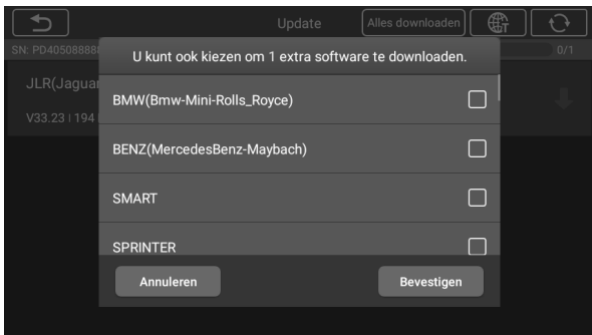 Update
Alles downloaden
SN: PD40508888
0/1
U kunt ook kiezen om 1 extra software te downloaden.
JLR(Jaguar
V33.23 | 194
BMW(Bmw-Mini-Rolls_Royce)
BENZ(MercedesBenz-Maybach)
SMART
SPRINTER
Annuleren
Bevestigen